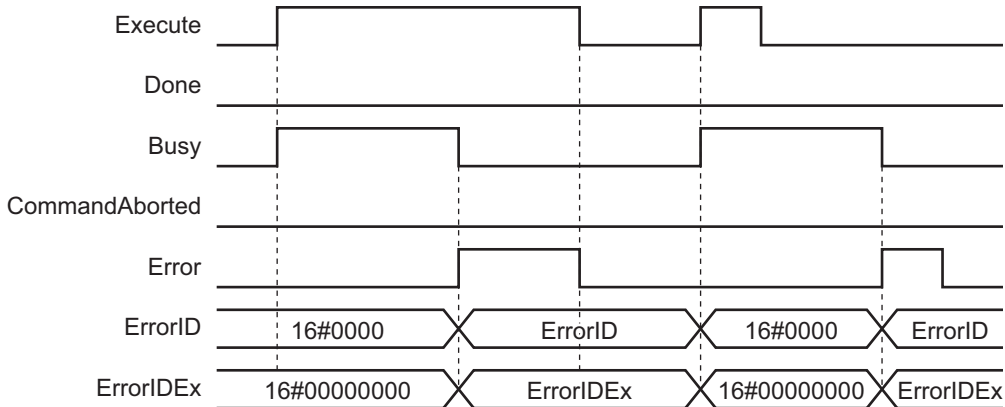 Execute
Done
Busy
CommandAborted
Error
ErrorID 16#0000 ErrorID 16#0000 ErrorID
ErrorIDEx 16#00000000 ErrorIDEx 16#00000000 ErrorIDEx